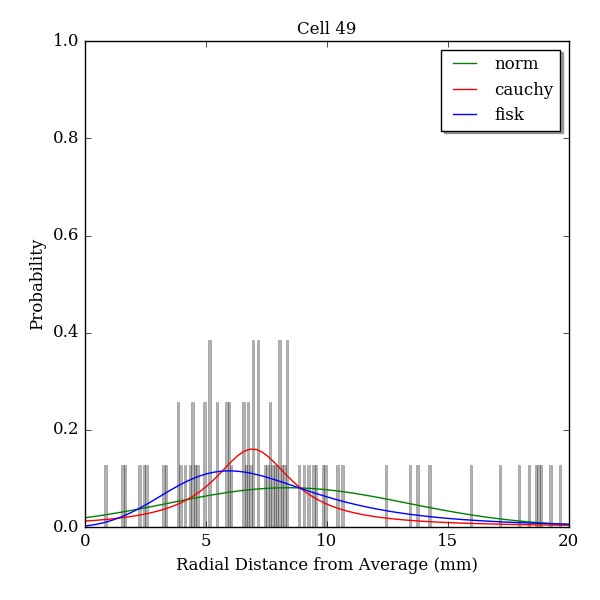 Cell 49
norm
cauchy
fisk
Probability
1.0
0.8
0.6
0.4
0.2
0.0
0 5 10 15 20
Radial Distance from Average (mm)